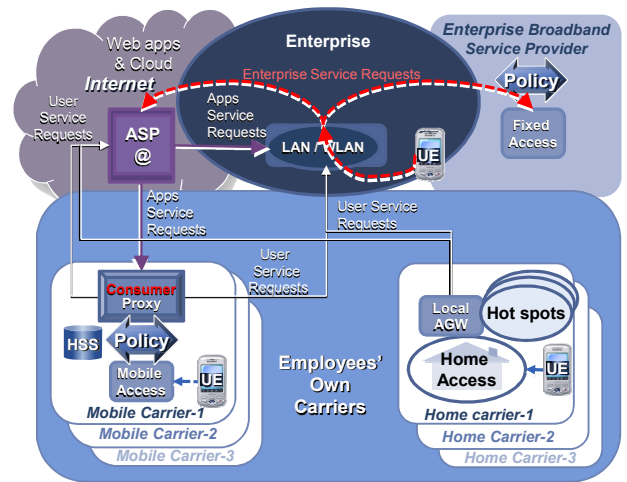 Web apps
& Cloud
Internet
Enterprise
Enterprise Service Requests
Enterprise Broadband
Service Provider
Policy
Fixed
Access
User
Service
Requests
ASP
@
Apps
Service
Requests
LAN / WLAN
UE
Apps
Service
Requests
User Service
Requests
User
Service
Requests
Consumer
Proxy
HSS
Policy
Mobile
Access
UE
Mobile Carrier-1
Mobile Carrier-2
Mobile Carrier-3
Employees’
Own
Carriers
Local
AGW
Hot spots
Home
Access
UE
Home carrier-1
Home Carrier-2
Home Carrier-3